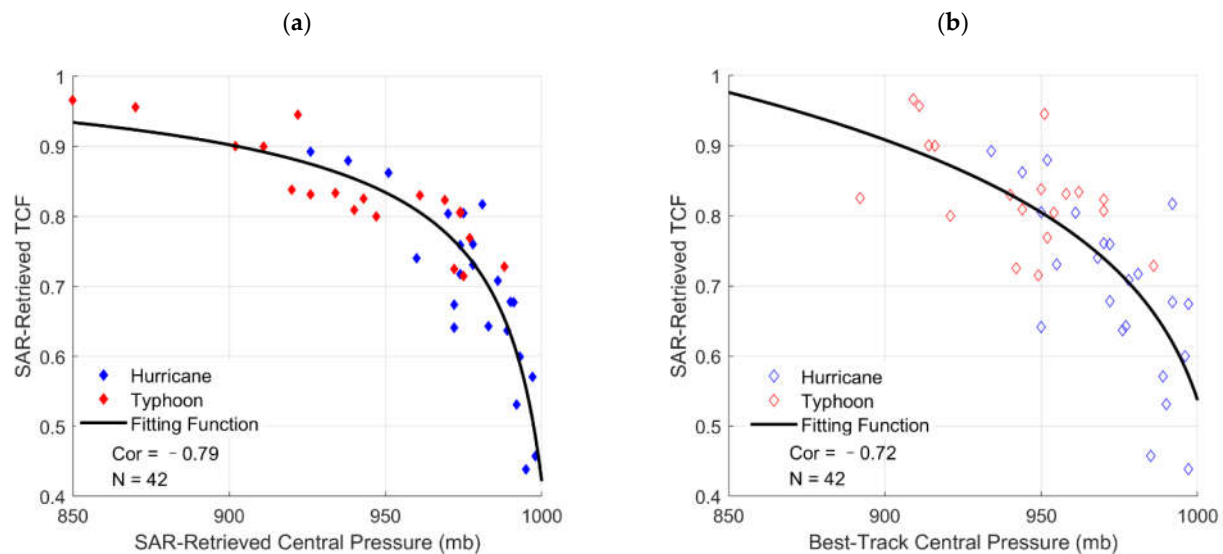 (a)
1
0.9
0.8
0.7
0.6
0.5
0.4
SAR-Retrieved TCF
Hurricane
Typhoon
Fitting Function
Cor = －0.79
N = 42
850
900
950
1000
SAR-Retrieved Central Pressure (mb)
(b)
1
0.9
0.8
0.7
0.6
0.5
0.4
SAR-Retrieved TCF
Hurricane
Typhoon
Fitting Function
Cor = －0.72
N = 42
850
900
950
1000
Best-Track Central Pressure (mb)